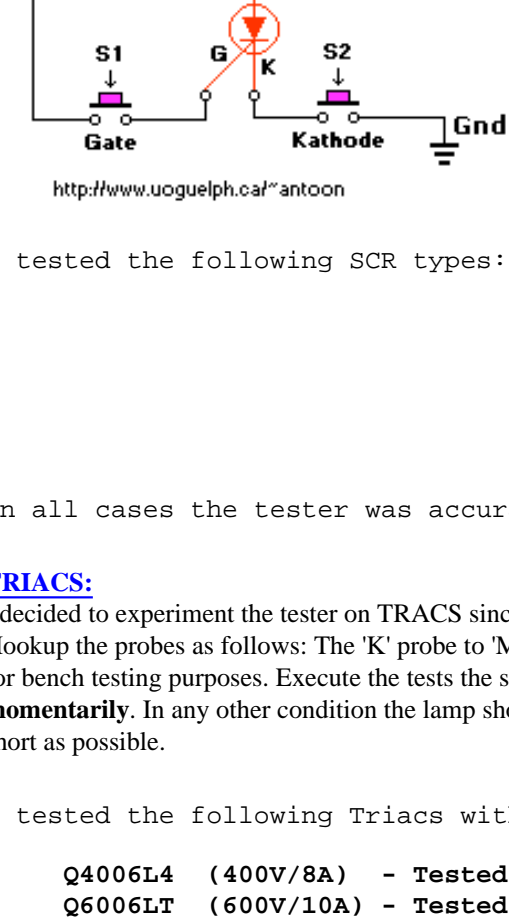 S1 G S2
K
Gate Kathode Gnd
http://www.uoguelph.ca/~antoon
tested the following SCR types:
n all cases the tester was accur
TRIACS:
decided to experiment the tester on TRACS sinc
ookup the probes as follows: The 'K' probe to 'M
or bench testing purposes. Execute the tests the s
momentarily. In any other condition the lamp sho
hort as possible.
tested the following Triacs with
Q4006L4 (400V/8A) - Tested
Q6006LT (600V/10A) - Tested